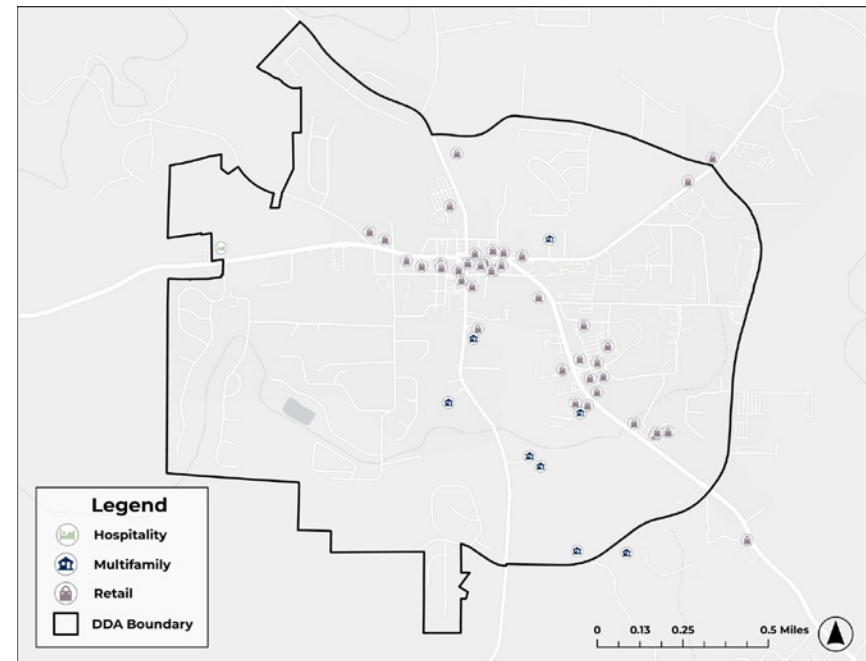 Legend
Hospitality
Multifamily
Retail
DDA Boundary
0 0.13 0.25 0.5 Miles